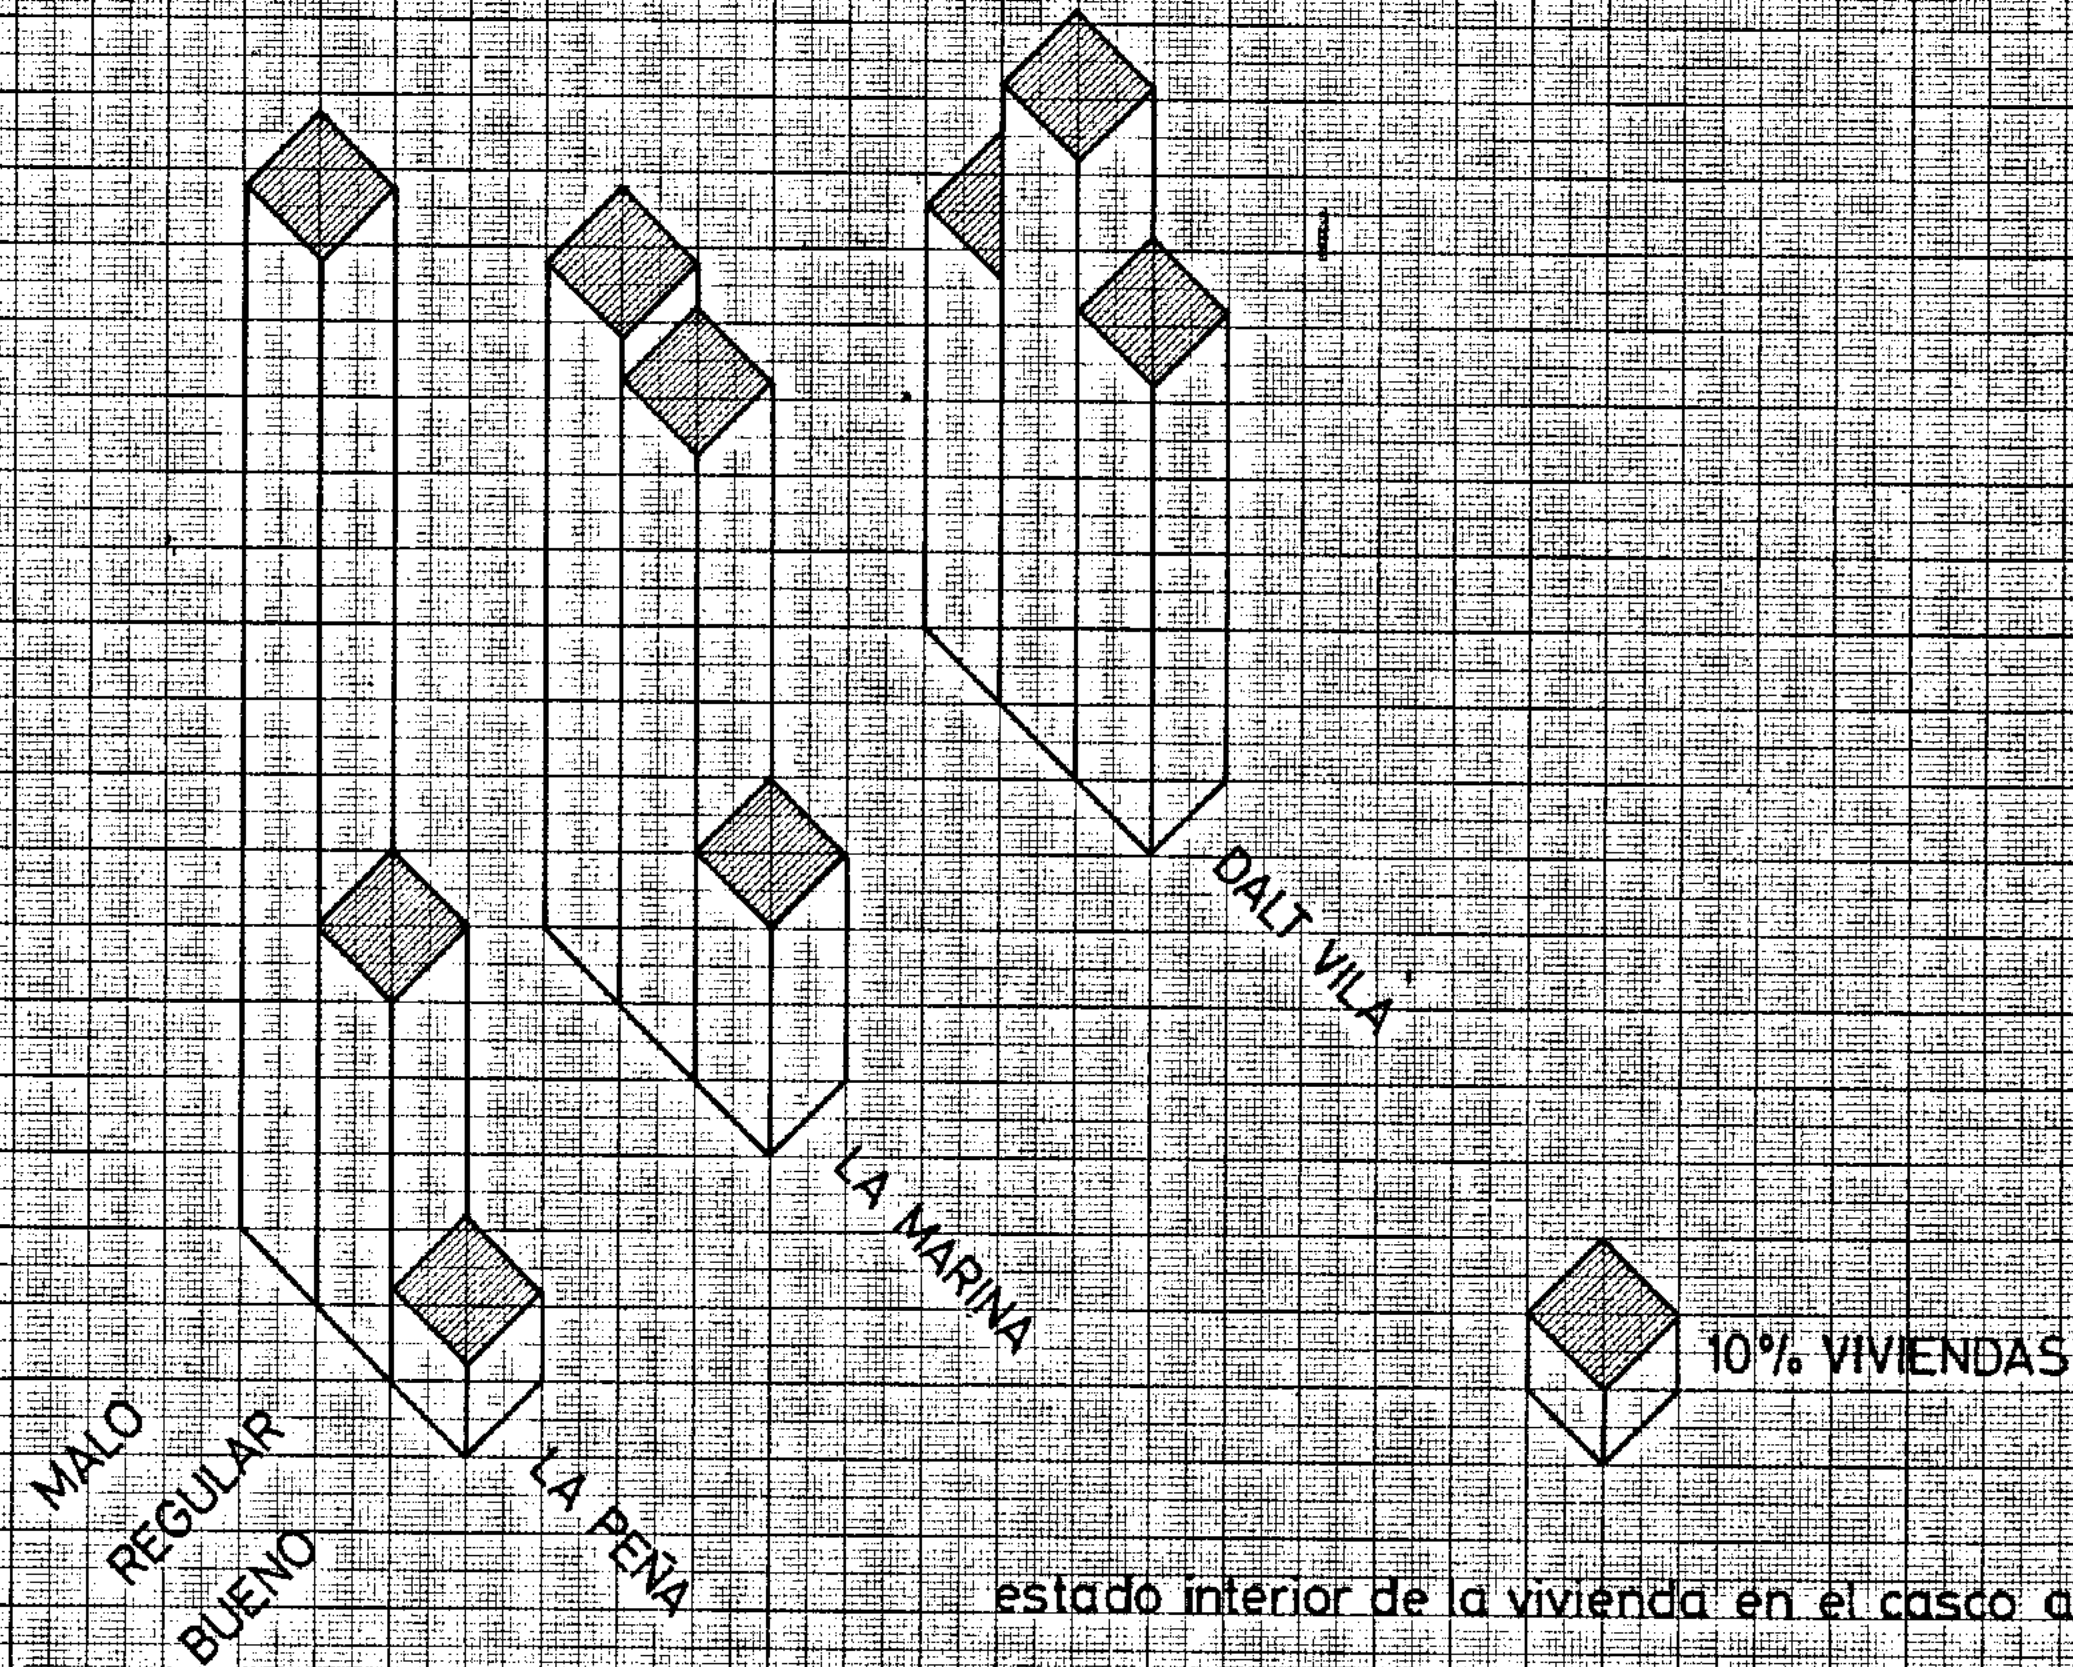 DALT VILA
LA MARINA
10% VIVIENDAS
MALO
REGULAR
BUENO
LA PEÑA
estado interior de la vivienda en el casco a